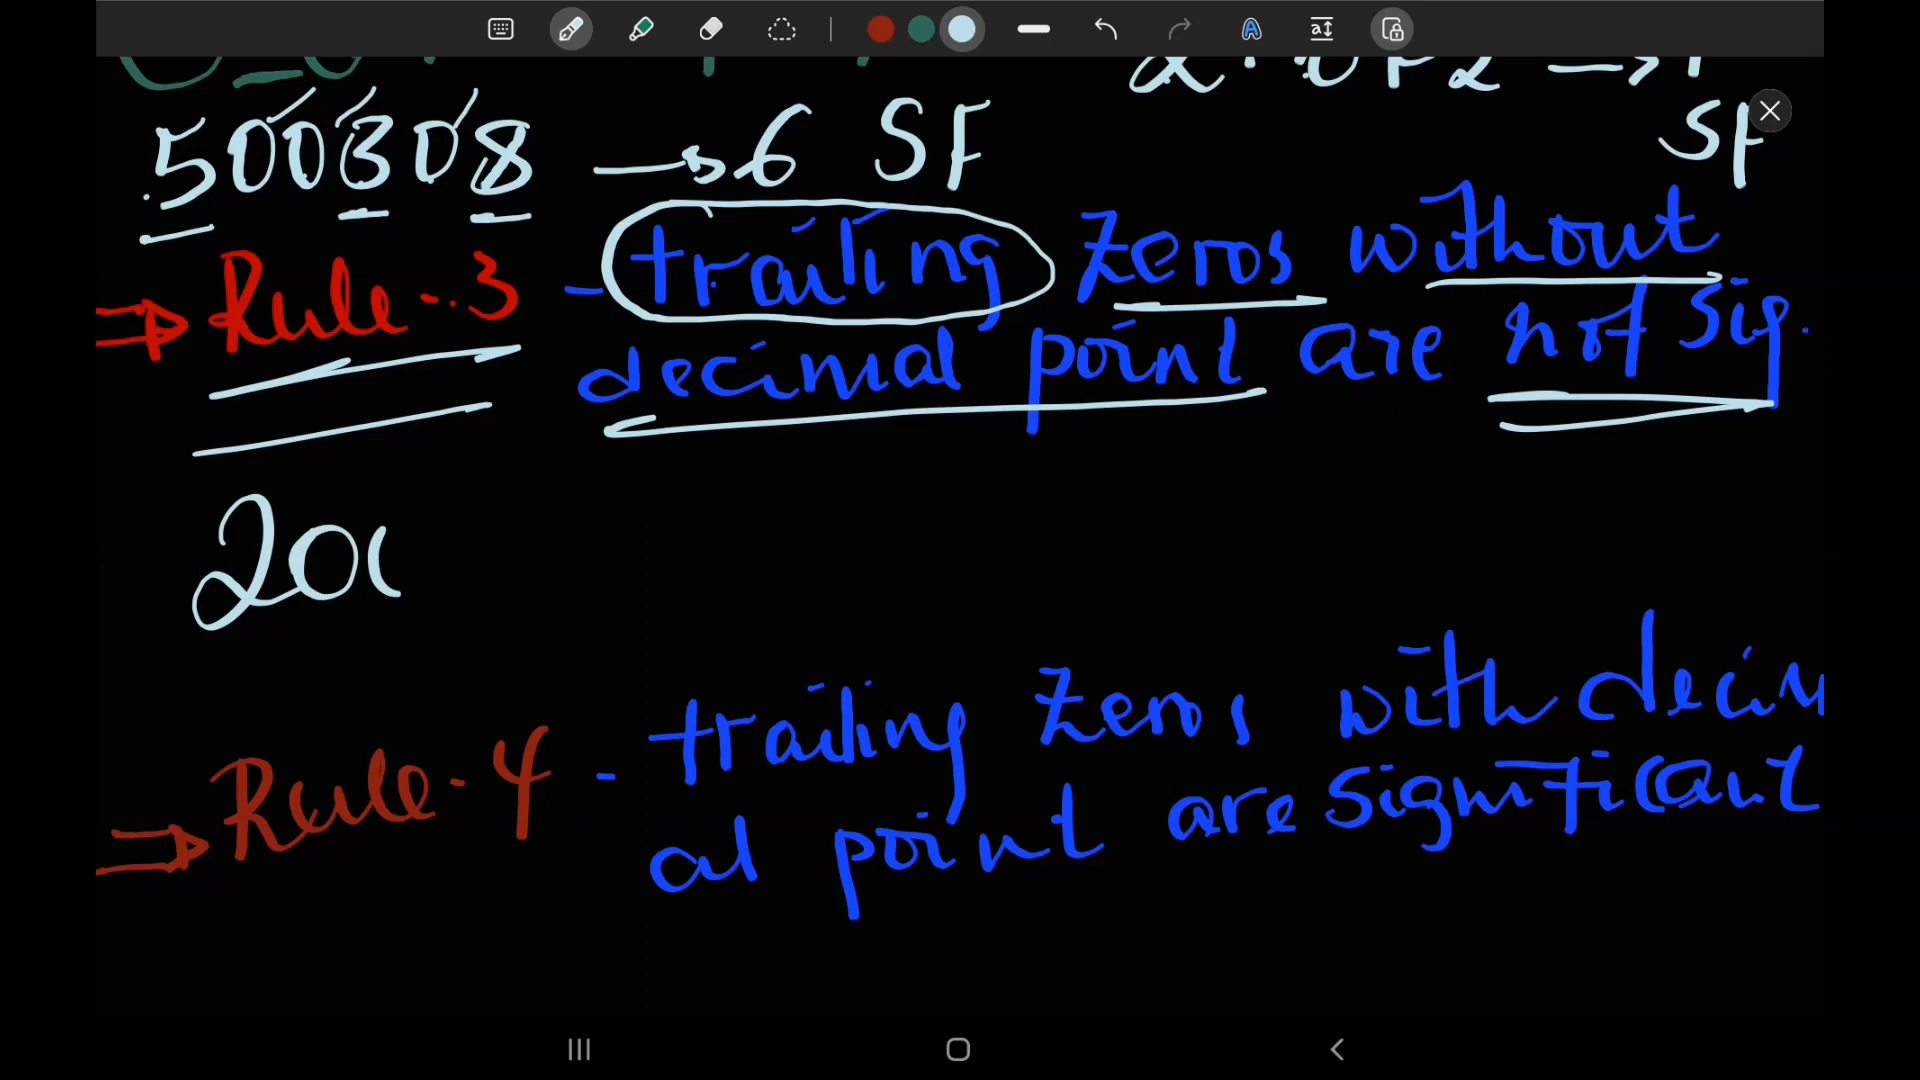 500308 → 6 SF
SF
⇒ Rule-3 - trailing zeros without
decimal point are not sig.
200
⇒ Rule-4 - trailing zeros with decim
al point are significant